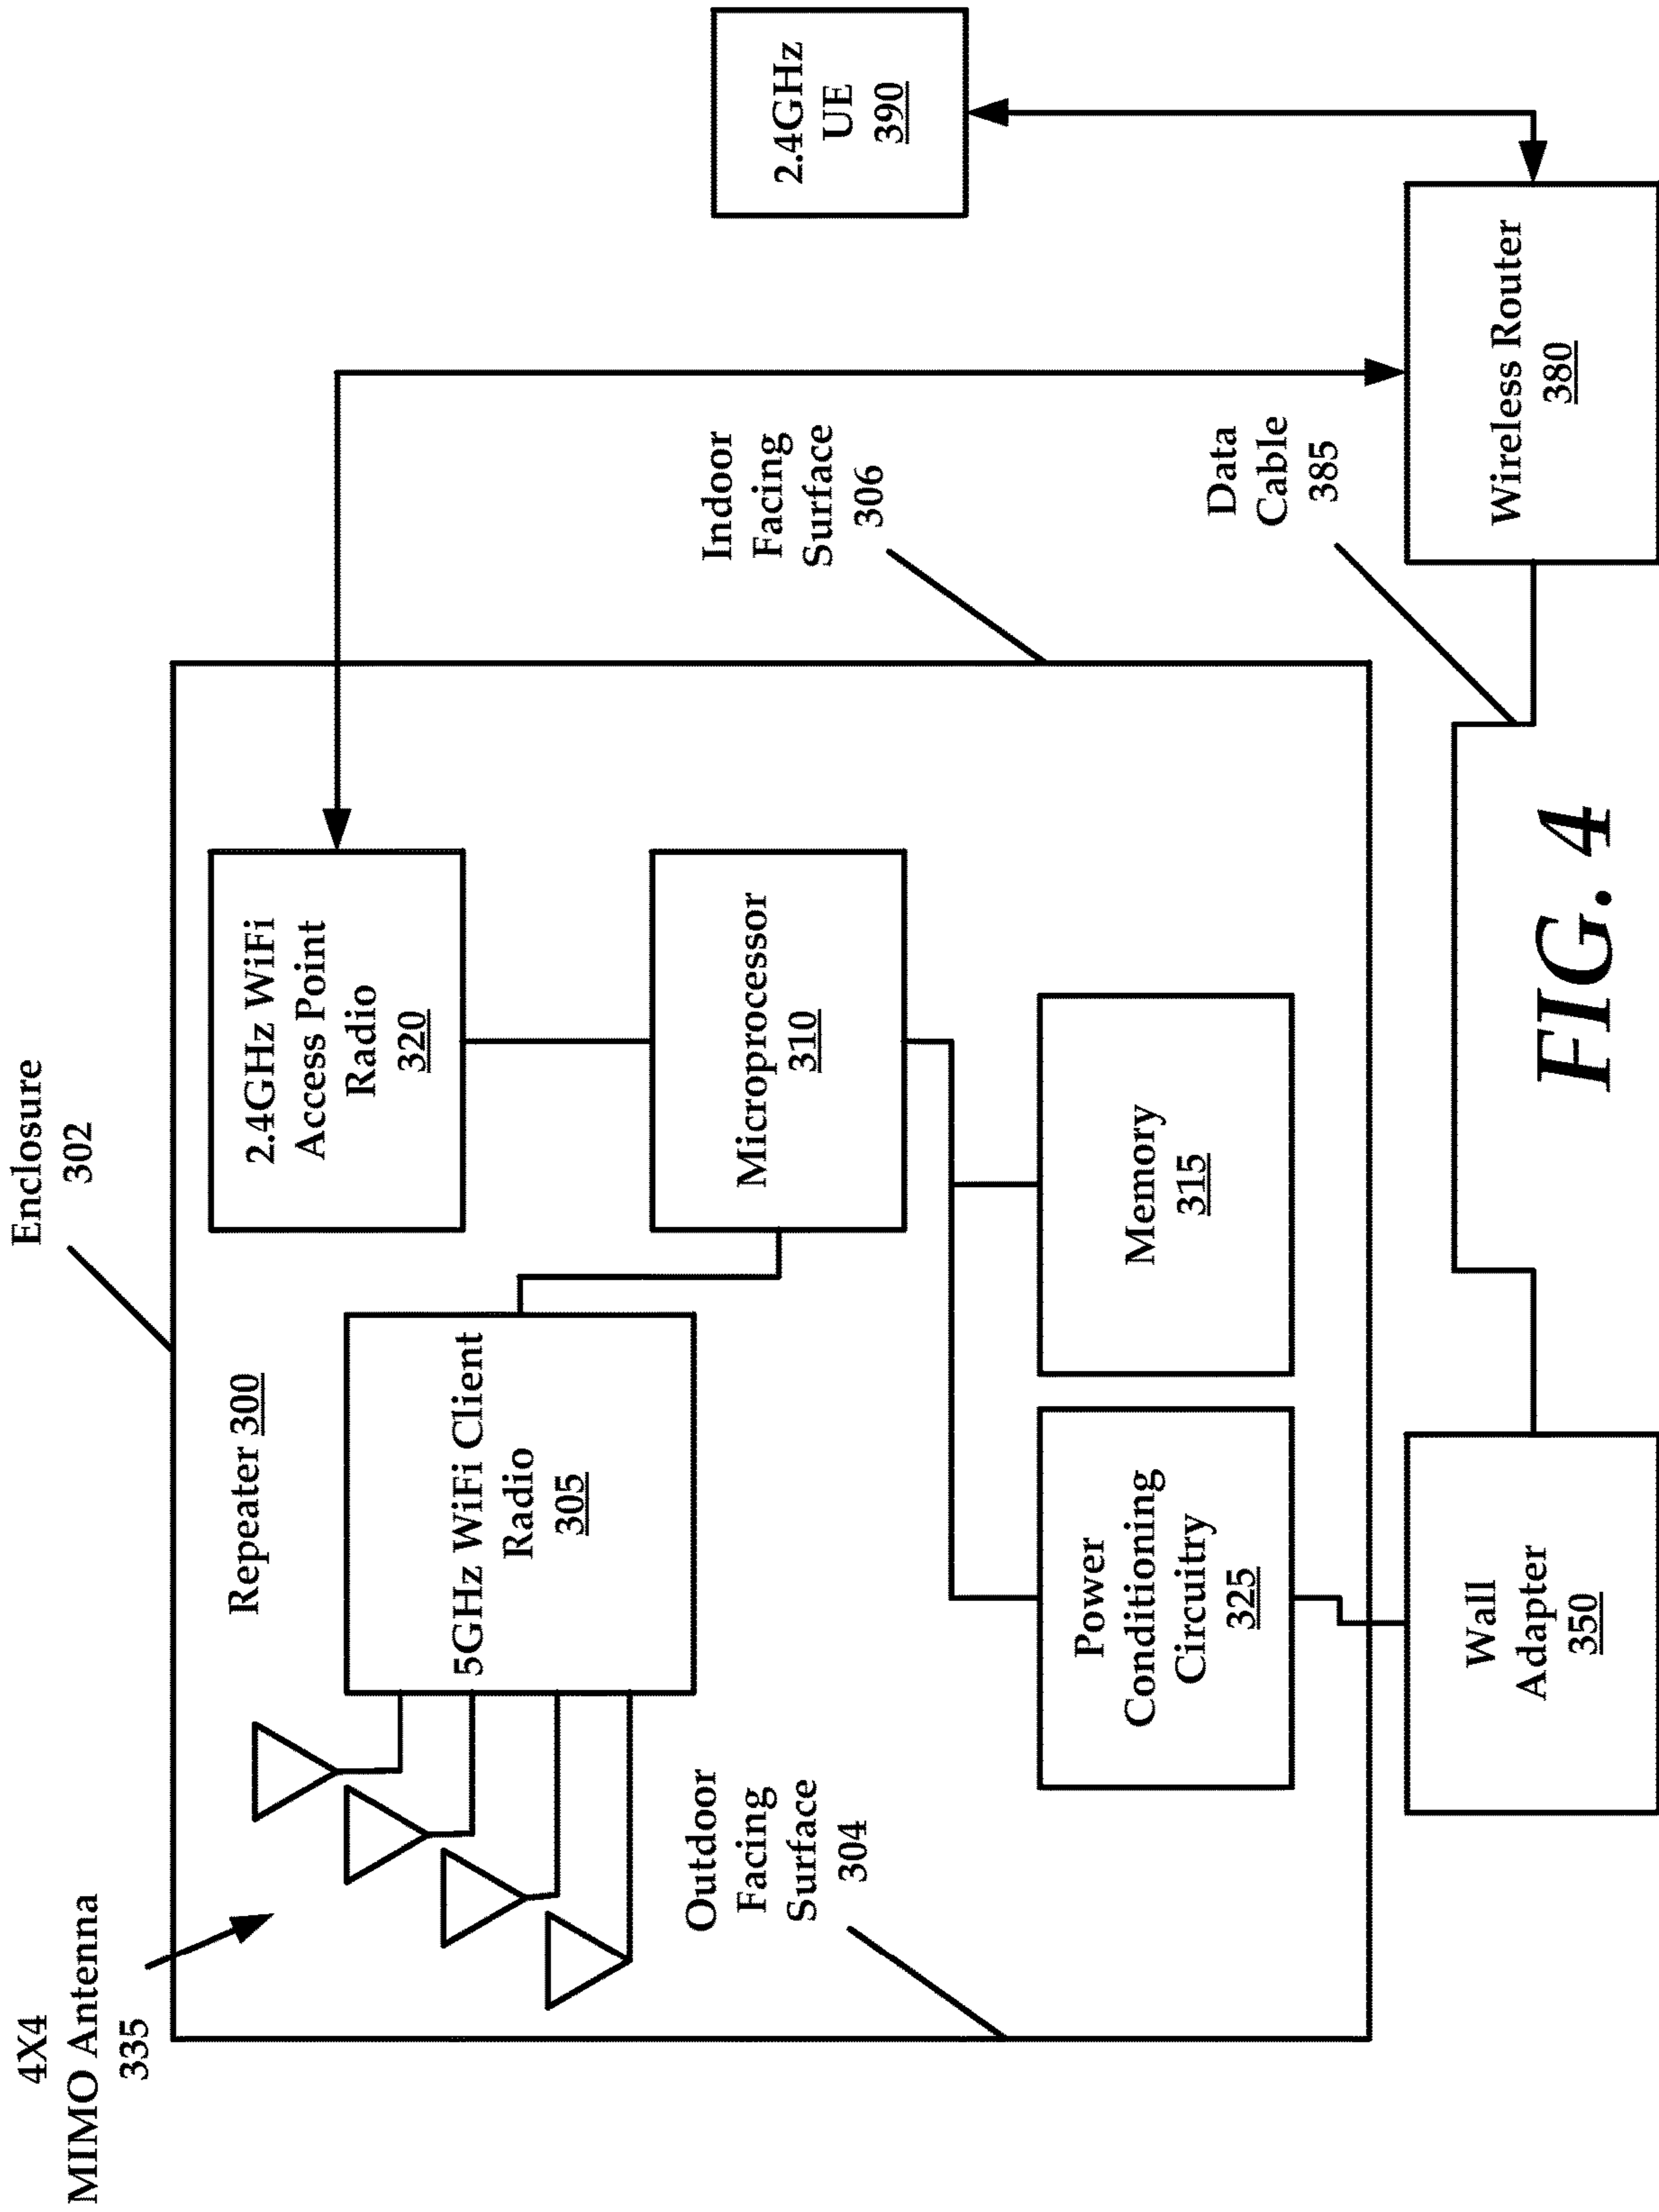 Enclosure
302
4X4
MIMO Antenna
335
Repeater 300
2.4GHz WiFi
Access Point
Radio
320
5GHz WiFi Client
Radio
305
Microprocessor
310
Outdoor
Facing
Surface
304
Indoor
Facing
Surface
306
2.4GHz
UE
390
Power
Conditioning
Circuitry
325
Memory
315
Data
Cable
385
Wall
Adapter
350
Wireless Router
380
FIG. 4